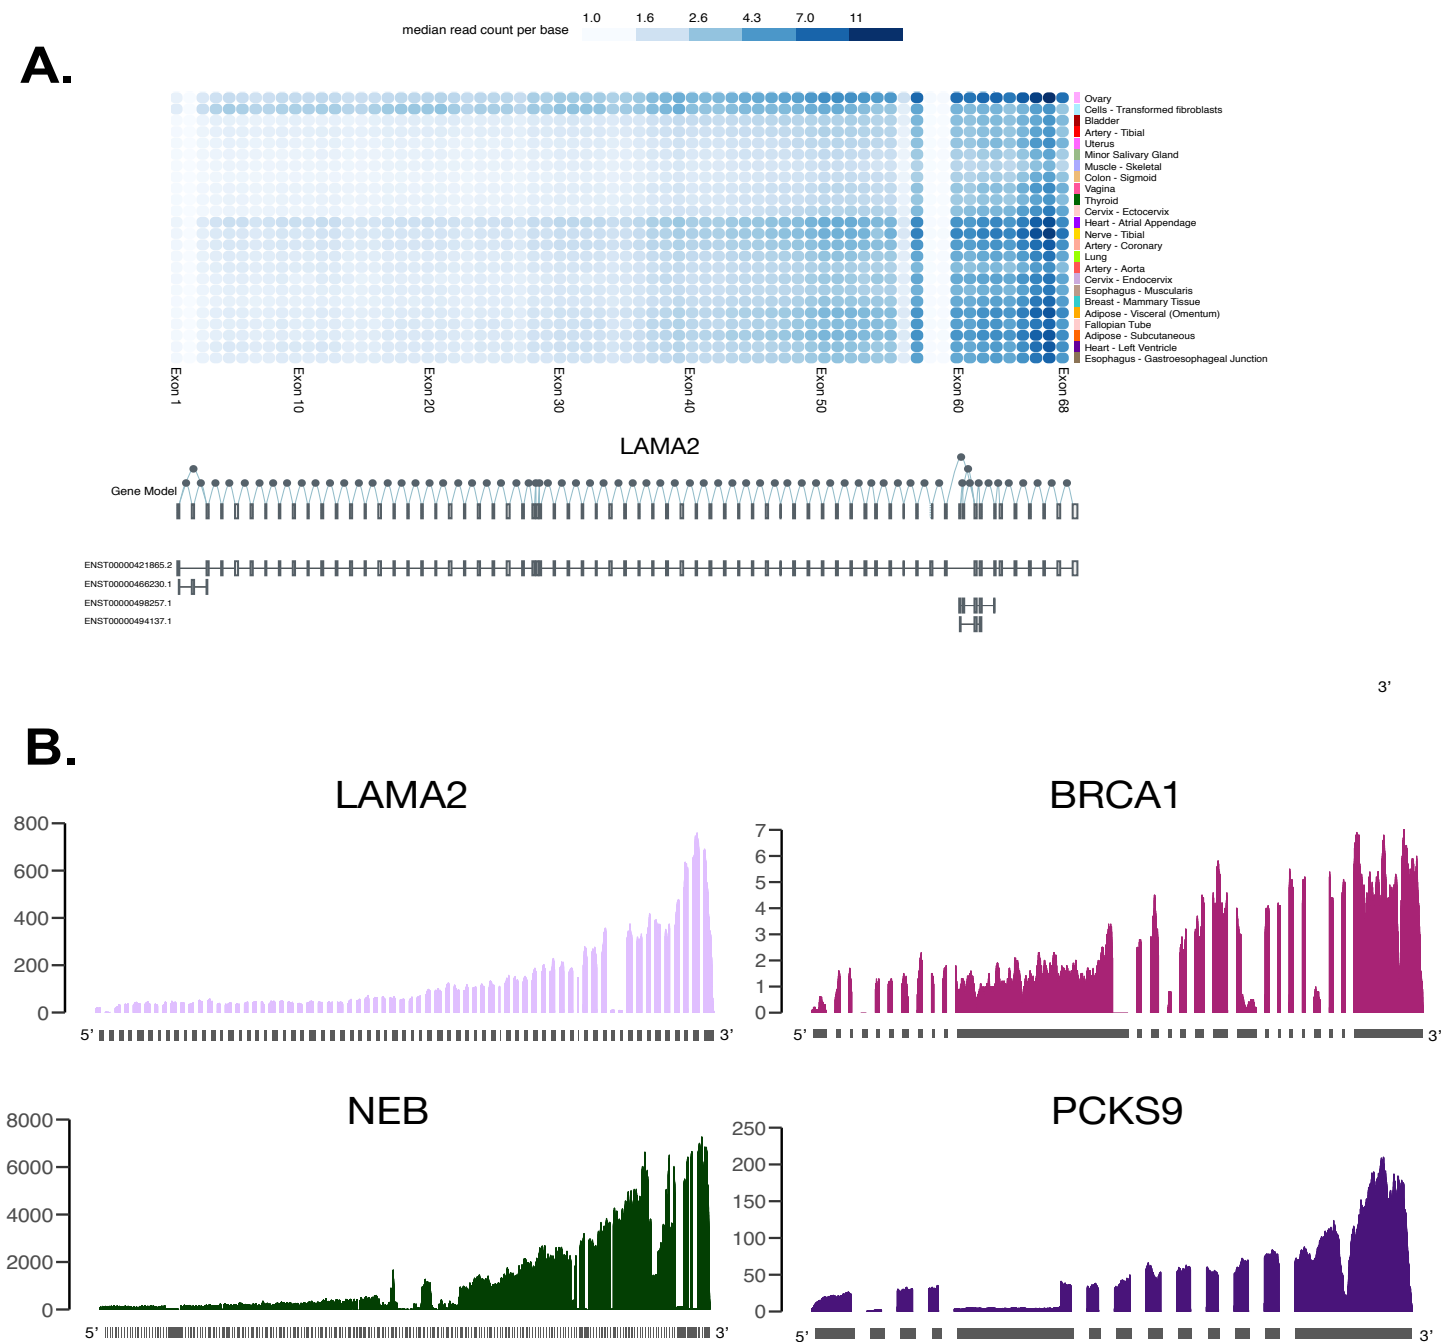 1.0 1.6 2.6 4.3 7.0 11
median read count per base
A.
Ovary
Cells - Transformed fibroblasts
Bladder
Artery - Tibial
Uterus
Minor Salivary Gland
Muscle - Skeletal
Colon - Sigmoid
Vagina
Thyroid
Cervix - Ectocervix
Heart - Atrial Appendage
Nerve - Tibial
Artery - Coronary
Lung
Artery - Aorta
Cervix - Endocervix
Esophagus - Muscularis
Breast - Mammary Tissue
Adipose - Visceral (Omentum)
Fallopian Tube
Adipose - Subcutaneous
Heart - Left Ventricle
Esophagus - Gastroesophageal Junction
Exon 1 Exon 10 Exon 20 Exon 30 Exon 40 Exon 50 Exon 60 Exon 68
LAMA2
Gene Model
ENST00000421865.2
ENST00000466230.1
ENST00000498257.1
ENST00000494137.1
3’
B.
LAMA2
800
600
400
200
0
5’ 3’
BRCA1
7
6
5
4
3
2
1
0
5’ 3’
NEB
8000
6000
4000
2000
0
5’ 3’
PCKS9
250
200
150
100
50
0
5’ 3’